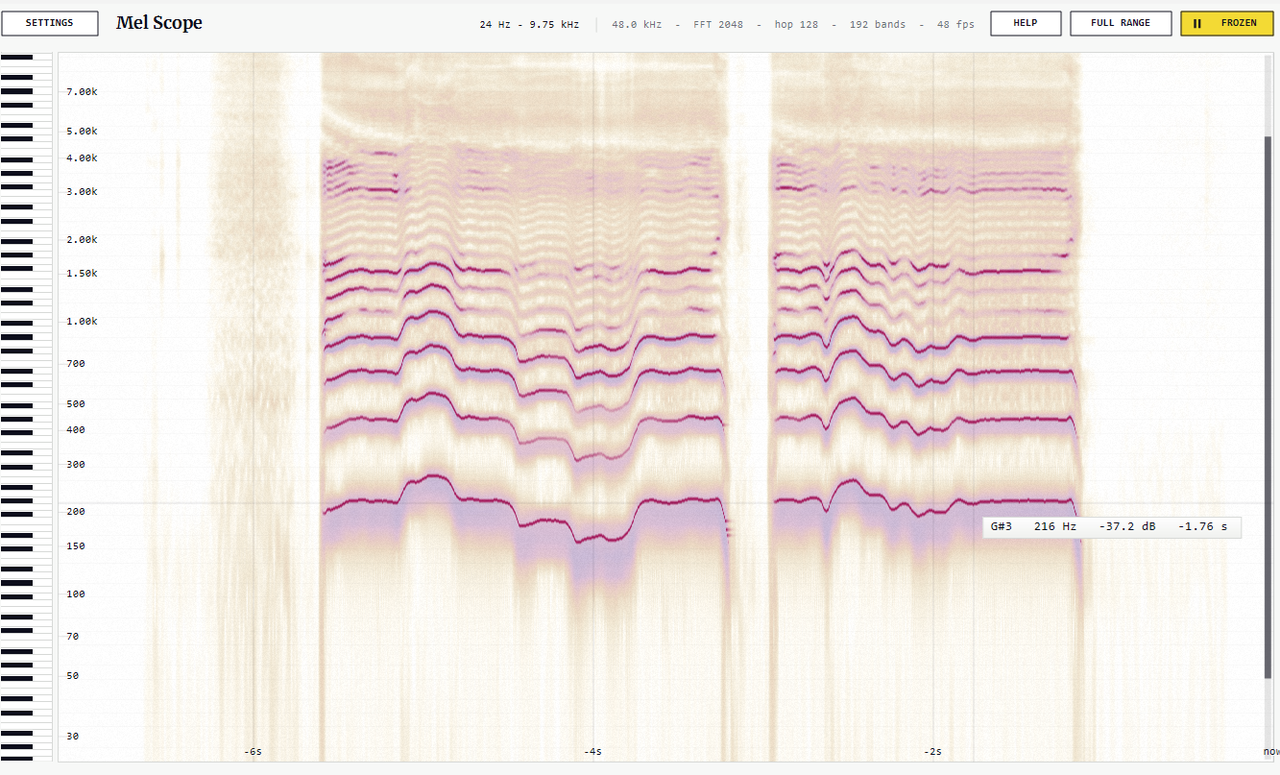 SETTINGS
Mel Scope
24 Hz - 9.75 kHz
48.0 kHz - FFT 2048 - hop 128 - 192 bands - 48 fps
HELP
FULL RANGE
FROZEN
7.00k
5.00k
4.00k
3.00k
2.00k
1.50k
1.00k
700
500
400
300
200
G#3 216 Hz -37.2 dB -1.76 s
150
100
70
50
30
-6s
-4s
-2s
now